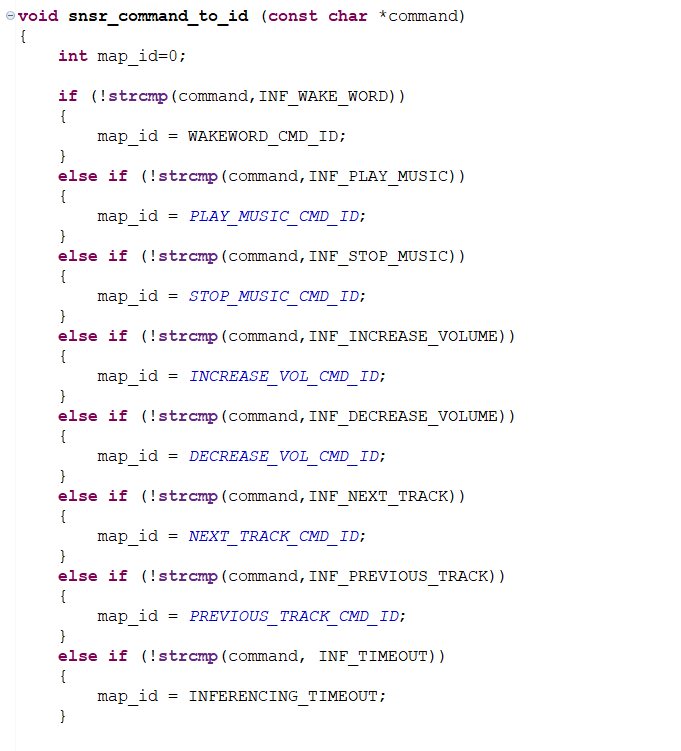 void snsr_command_to_id (const char *command)
{
    int map_id=0;

    if (!strcmp(command,INF_WAKE_WORD))
    {
        map_id = WAKEWORD_CMD_ID;
    }
    else if (!strcmp(command,INF_PLAY_MUSIC))
    {
        map_id = PLAY_MUSIC_CMD_ID;
    }
    else if (!strcmp(command,INF_STOP_MUSIC))
    {
        map_id = STOP_MUSIC_CMD_ID;
    }
    else if (!strcmp(command,INF_INCREASE_VOLUME))
    {
        map_id = INCREASE_VOL_CMD_ID;
    }
    else if (!strcmp(command,INF_DECREASE_VOLUME))
    {
        map_id = DECREASE_VOL_CMD_ID;
    }
    else if (!strcmp(command,INF_NEXT_TRACK))
    {
        map_id = NEXT_TRACK_CMD_ID;
    }
    else if (!strcmp(command,INF_PREVIOUS_TRACK))
    {
        map_id = PREVIOUS_TRACK_CMD_ID;
    }
    else if (!strcmp(command, INF_TIMEOUT))
    {
        map_id = INFERENCING_TIMEOUT;
    }